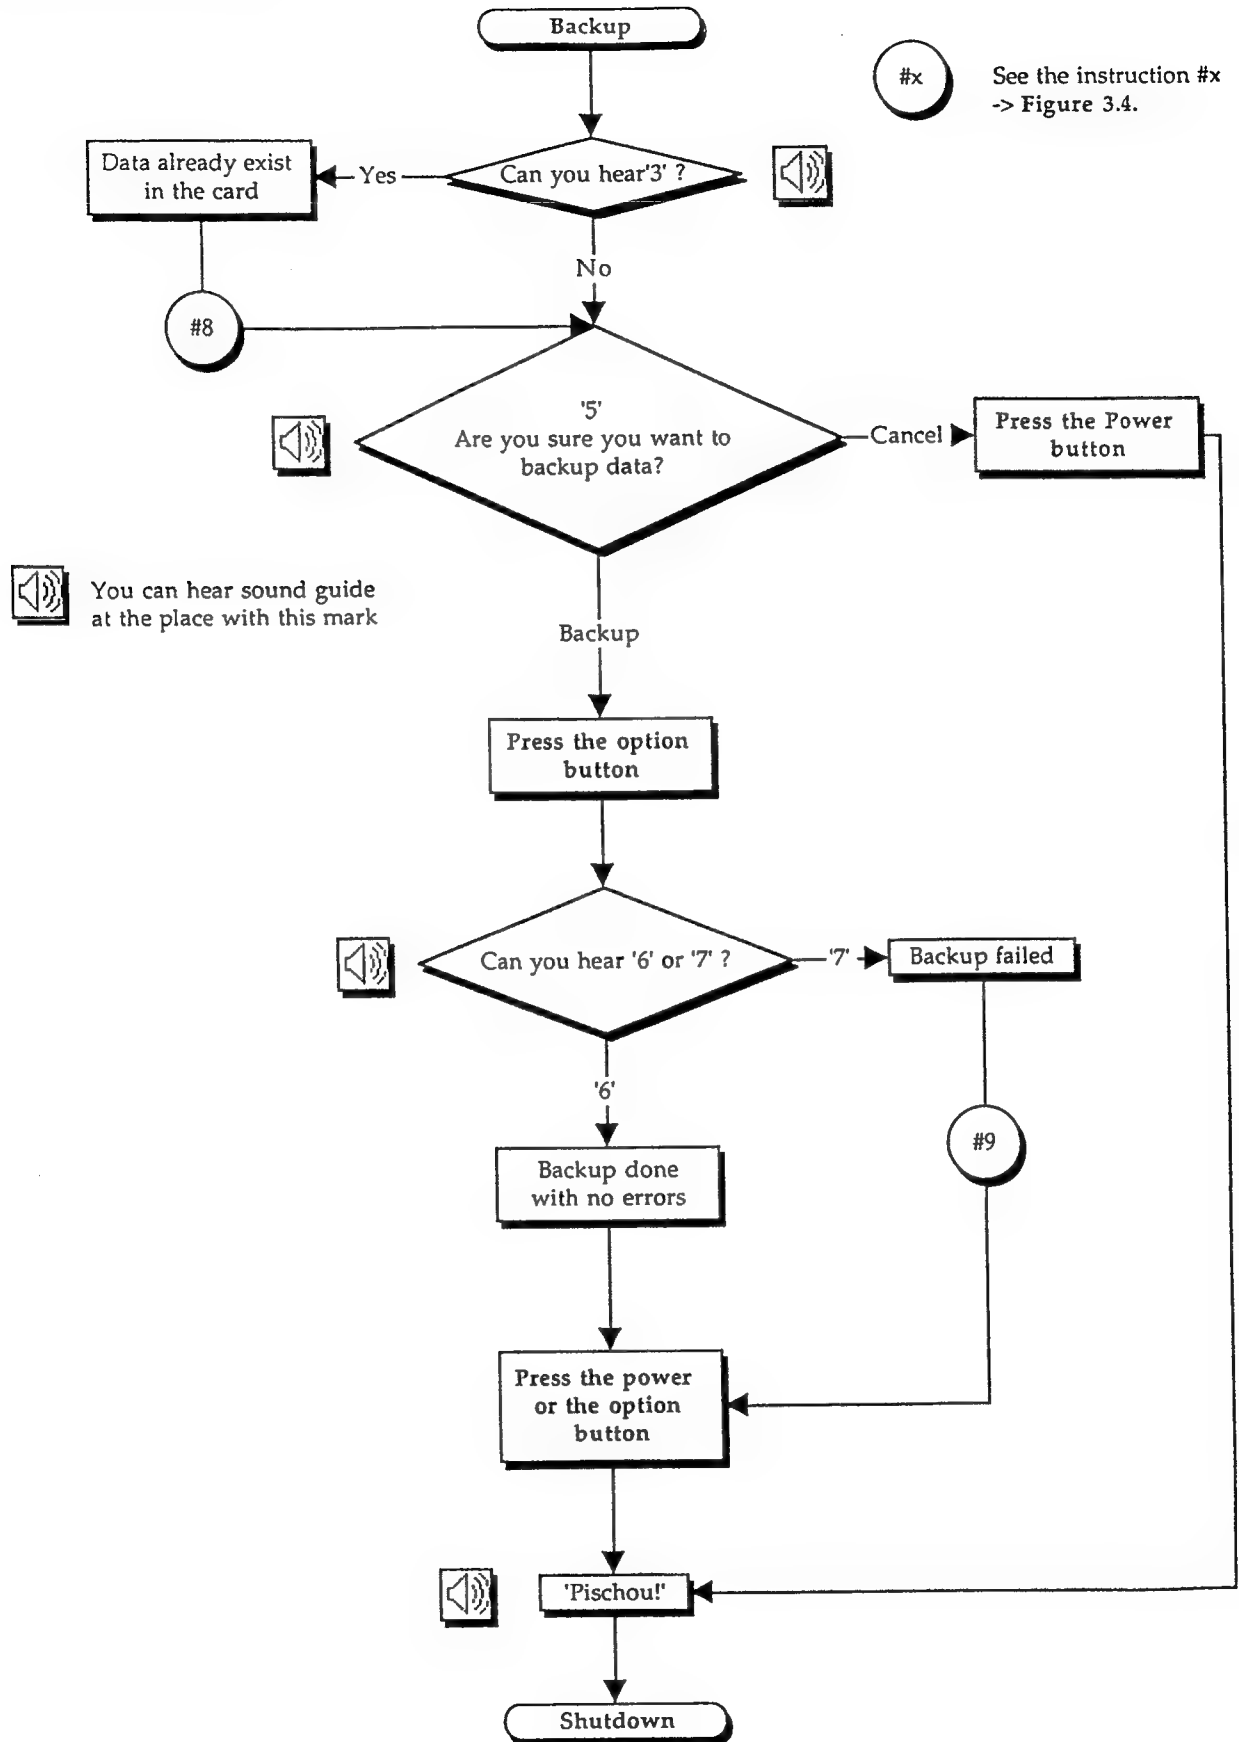 Backup
#x
See the instruction #x
-> Figure 3.4.
Data already exist
in the card
Yes
Can you hear'3' ?
No
#8
'5'
Are you sure you want to
backup data?
Cancel
Press the Power
button
You can hear sound guide
at the place with this mark
Backup
Press the option
button
Can you hear '6' or '7' ?
'7'
Backup failed
'6'
#9
Backup done
with no errors
Press the power
or the option
button
'Pischou!'
Shutdown